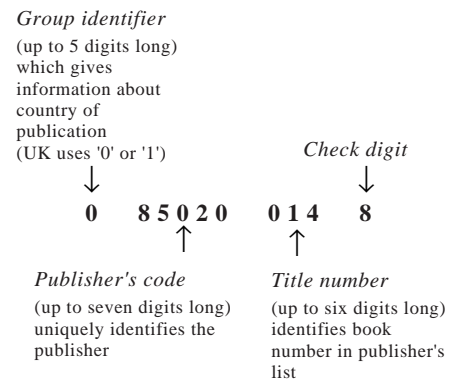 Group identifier
(up to 5 digits long)
which gives
information about
country of
publication
(UK uses '0' or '1')
Check digit
0 85020 014 8
Publisher's code
(up to seven digits long)
uniquely identifies the
publisher
Title number
(up to six digits long)
identifies book
number in publisher's
list